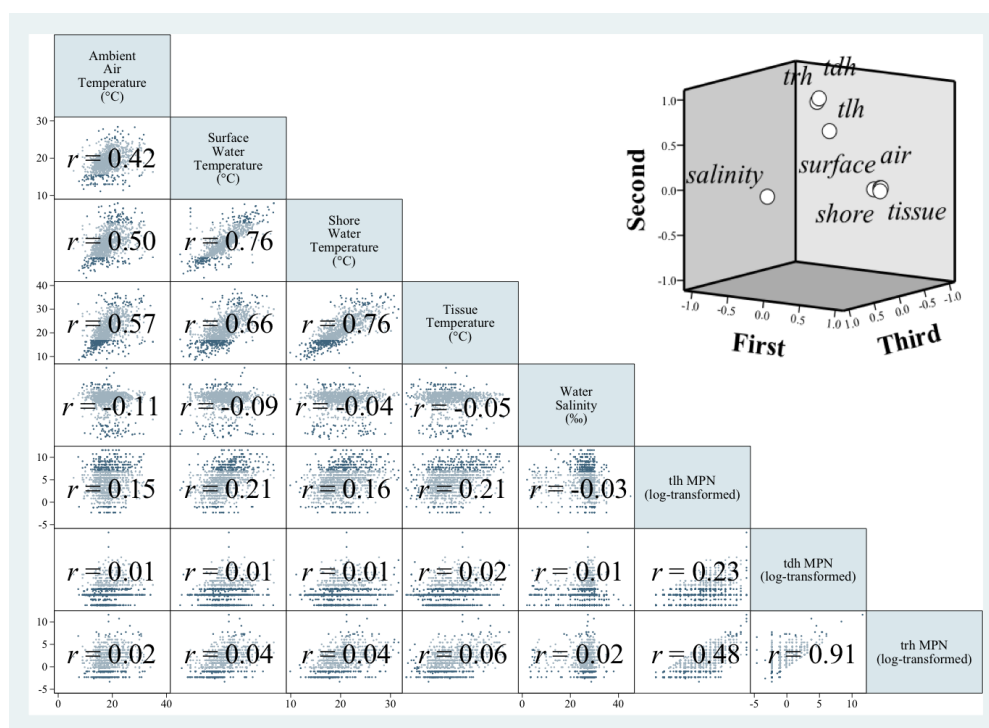 Ambient
Air
Temperature
(°C)
30
20
10
r = 0.42
Surface
Water
Temperature
(°C)
r = 0.50
r = 0.76
Shore
Water
Temperature
(°C)
40
30
20
10
r = 0.57
r = 0.66
r = 0.76
Tissue
Temperature
(°C)
r = -0.11
r = -0.09
r = -0.04
r = -0.05
Water
Salinity
(‰)
10
5
0
-5
r = 0.15
r = 0.21
r = 0.16
r = 0.21
r = -0.03
tlh MPN
(log-transformed)
r = 0.01
r = 0.01
r = 0.01
r = 0.02
r = 0.01
r = 0.23
tdh MPN
(log-transformed)
10
5
0
-5
r = 0.02
r = 0.04
r = 0.04
r = 0.06
r = 0.02
r = 0.48
r = 0.91
trh MPN
(log-transformed)
0 20 40 10 20 30 0 20 40 -5 0 5 10
trh tdh
tlh
surface air
salinity
shore tissue
Second
1.0
0.5
0.0
-0.5
-1.0
-1.0 -0.5 0.0 0.5 1.0
First
1.0 0.5 0.0 -0.5 -1.0
Third